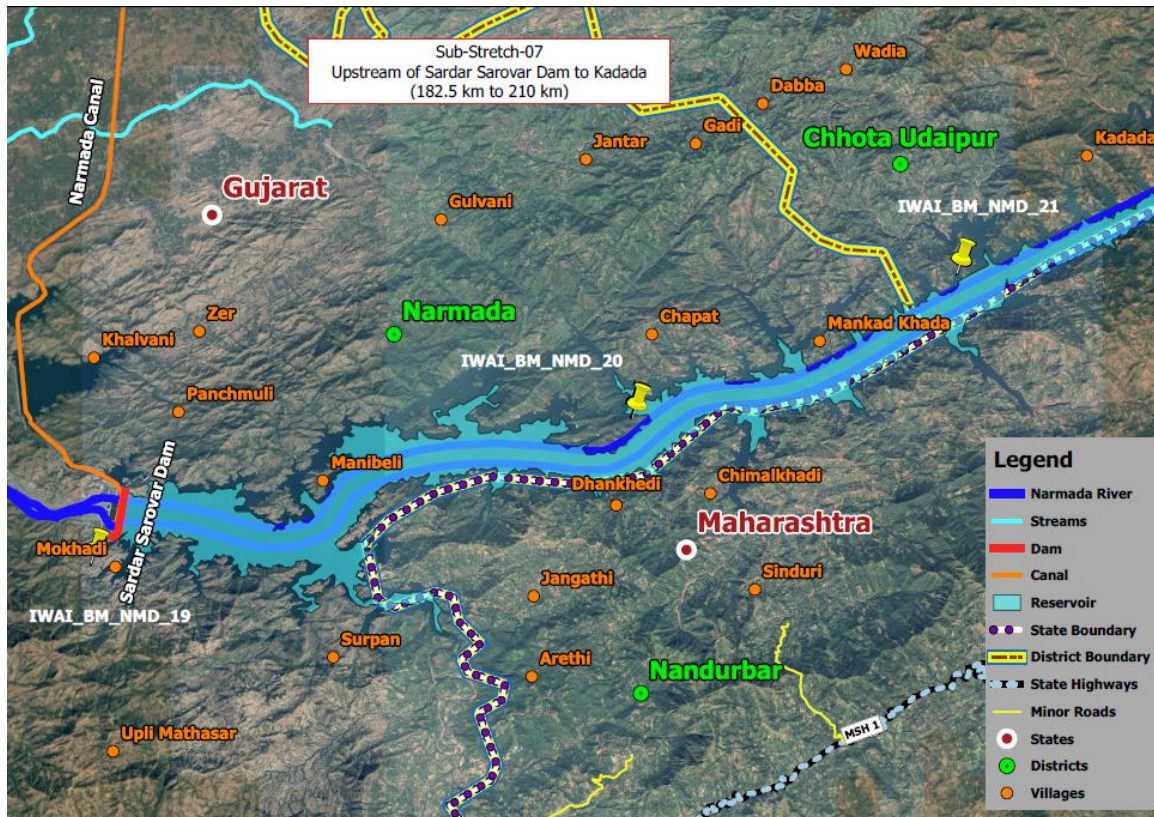 Sub-Stretch-07
Upstream of Sardar Sarovar Dam to Kadada
(182.5 km to 210 km)
Wadia
Dabba
Gadi
Jantar
Chhota Udaipur
Kadada
Narmada Canal
Gujarat
Gulvani
IWAI_BM_NMD_21
Zer
Khalvani
Narmada
Chapat
Mankad Khada
IWAI_BM_NMD_20
Panchmuli
Manibeli
Dhankhedi
Chimalkhadi
Sardar Sarovar Dam
Mokhadi
Maharashtra
Jangathi
Sinduri
IWAI_BM_NMD_19
Surpan
Arethi
Nandurbar
Upli Mathasar
MSH 1
Legend
Narmada River
Streams
Dam
Canal
Reservoir
State Boundary
District Boundary
State Highways
Minor Roads
States
Districts
Villages